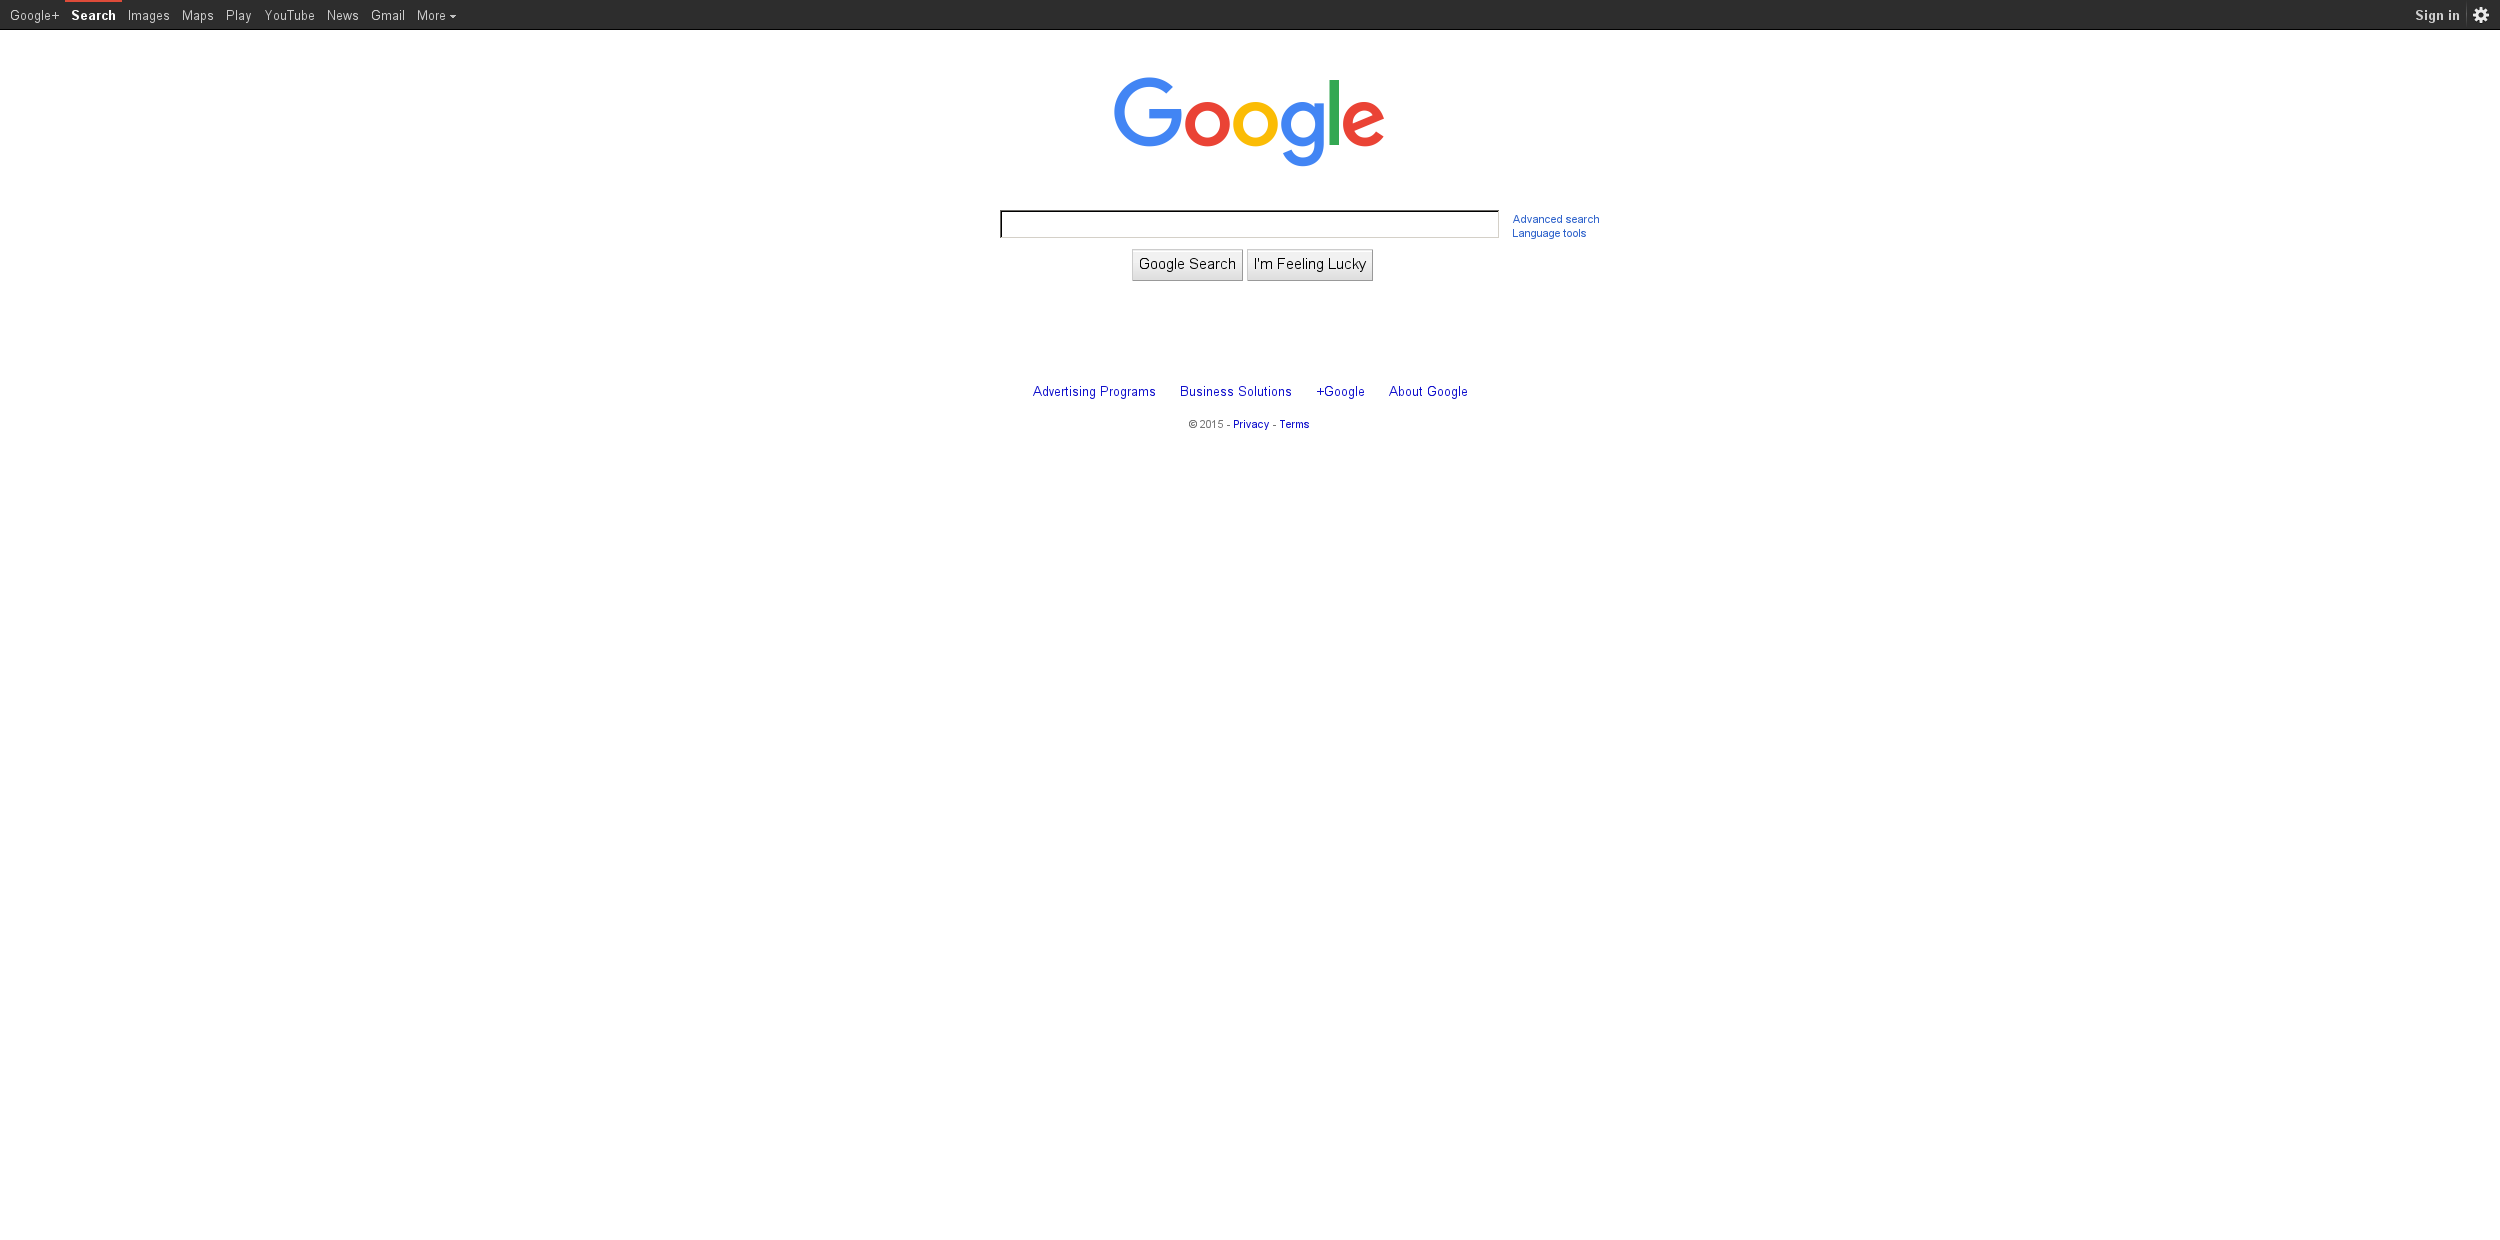 Google+ Search Images Maps Play YouTube News Gmail More Sign in
Google
Advanced search
Language tools
Google Search I'm Feeling Lucky
Advertising Programs Business Solutions +Google About Google
© 2015 - Privacy - Terms